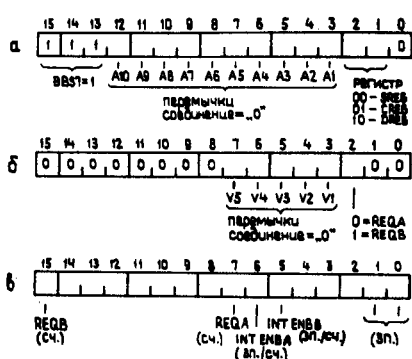 15 14 13 12 11 10 9 8 7 6 5 4 3 2 1 0
а 1 1 1 0
A10 A9 A8 A7 A6 A5 A4 A3 A2 A1
BBS7=1 перемычки соединение=„0" РЕГИСТР
00-SREG
01-CREG
10-DREG
15 14 13 12 11 10 9 8 7 6 5 4 3 2 1 0
б 0 0 0 0 0 0 0 0 0 0
V5 V4 V3 V2 V1
перемычки 0=REQA
соединение=„0" 1=REQB
15 14 13 12 11 10 9 8 7 6 5 4 3 2 1 0
в
REQB REQA INT ENBB
(сч.) (сч.) INT ENBA (зп./сч.) (зп.)
(зп./сч.)